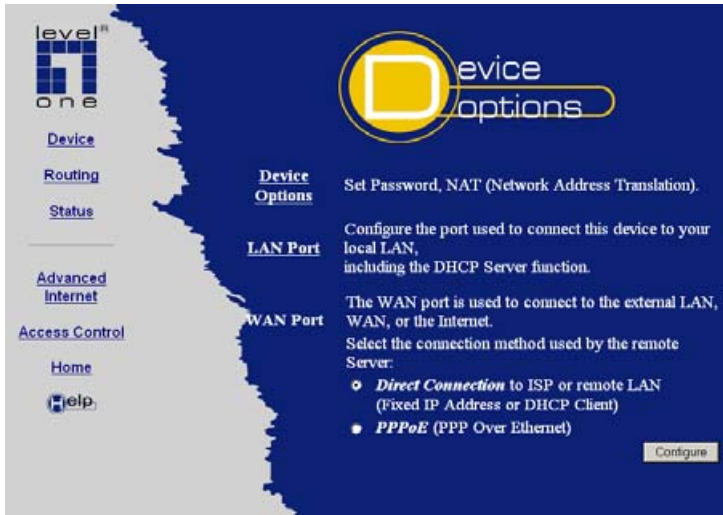 level®
one
Device
Routing
Status
Advanced
Internet
Access Control
Home
Help
Device
options
Device
Options
Set Password, NAT (Network Address Translation).
LAN Port
Configure the port used to connect this device to your
local LAN,
including the DHCP Server function.
WAN Port
The WAN port is used to connect to the external LAN,
WAN, or the Internet.
Select the connection method used by the remote
Server:
Direct Connection to ISP or remote LAN
(Fixed IP Address or DHCP Client)
PPPoE (PPP Over Ethernet)
Configure